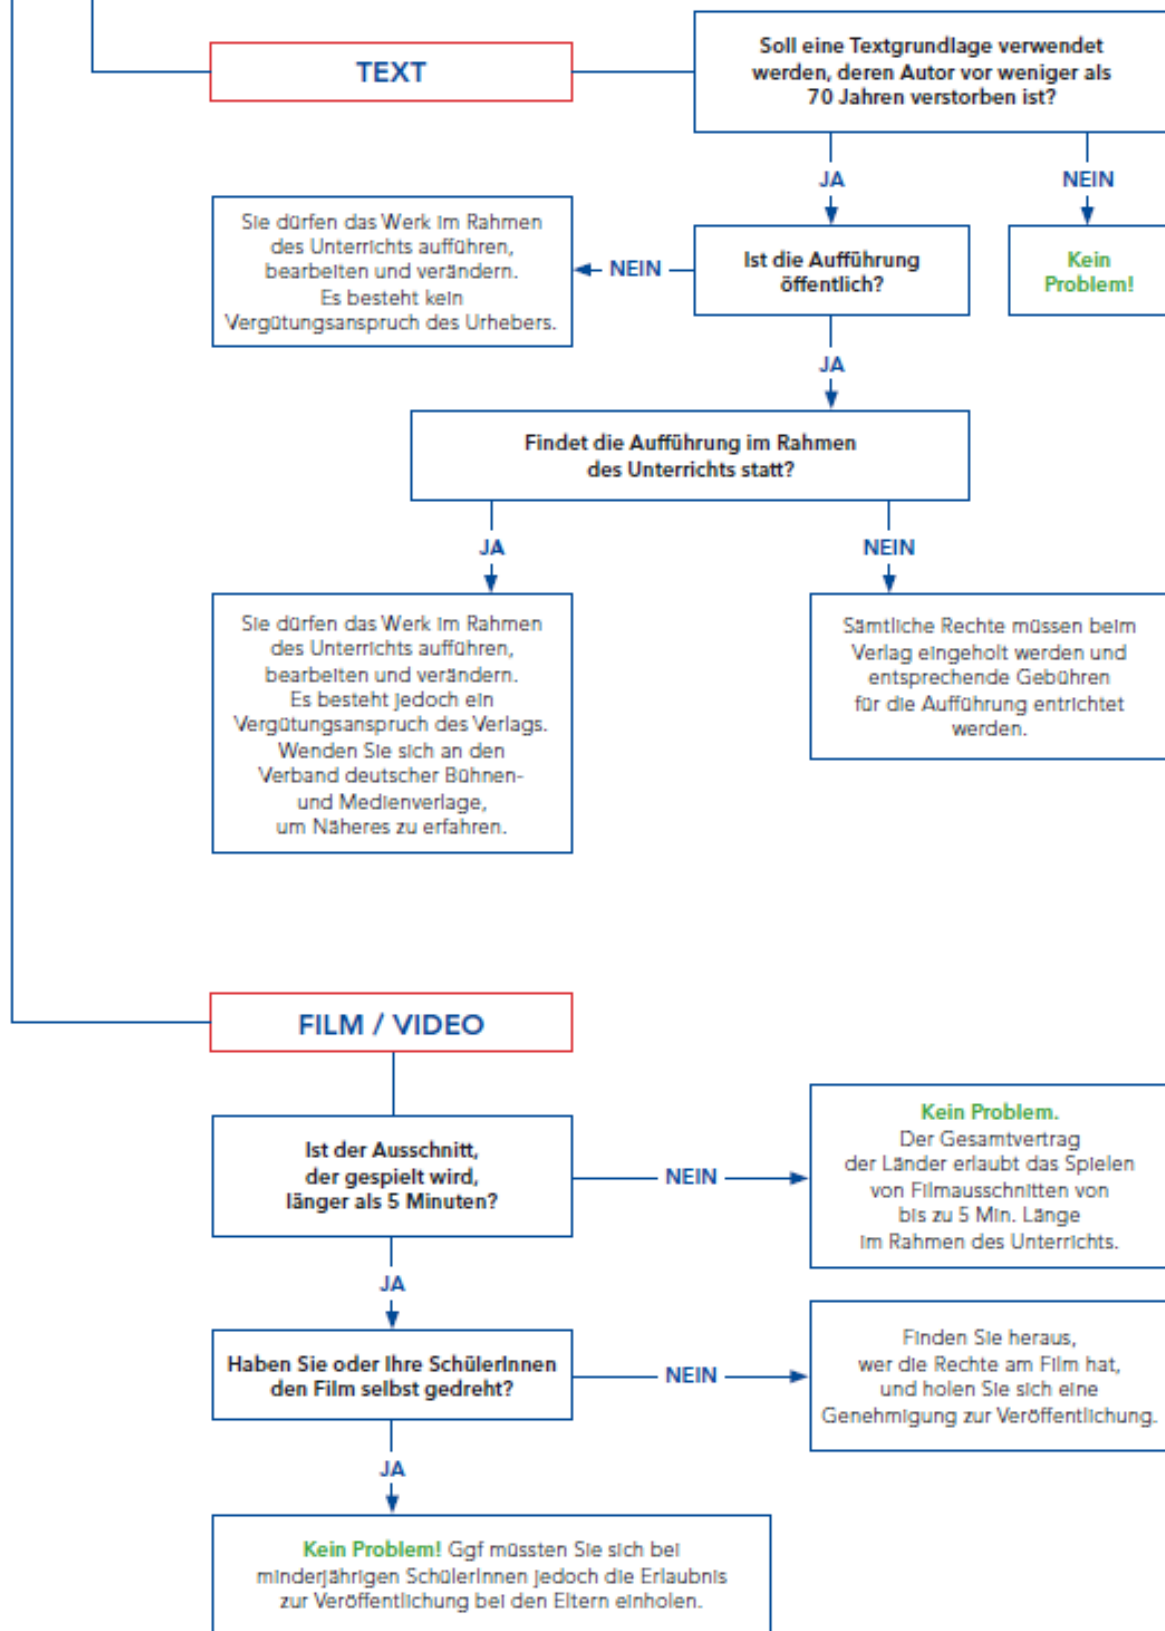 TEXT
Soll eine Textgrundlage verwendet
werden, deren Autor vor weniger als
70 Jahren verstorben ist?
JA
NEIN
Sie dürfen das Werk im Rahmen
des Unterrichts aufführen,
bearbeiten und verändern.
Es besteht kein
Vergütungsanspruch des Urhebers.
NEIN
Ist die Aufführung
öffentlich?
Kein
Problem!
JA
Findet die Aufführung im Rahmen
des Unterrichts statt?
JA
NEIN
Sie dürfen das Werk im Rahmen
des Unterrichts aufführen,
bearbeiten und verändern.
Es besteht jedoch ein
Vergütungsanspruch des Verlags.
Wenden Sie sich an den
Verband deutscher Bühnen-
und Medienverlage,
um Näheres zu erfahren.
Sämtliche Rechte müssen beim
Verlag eingeholt werden und
entsprechende Gebühren
für die Aufführung entrichtet
werden.
FILM / VIDEO
Ist der Ausschnitt,
der gespielt wird,
länger als 5 Minuten?
NEIN
Kein Problem.
Der Gesamtvertrag
der Länder erlaubt das Spielen
von Filmausschnitten von
bis zu 5 Min. Länge
im Rahmen des Unterrichts.
JA
Haben Sie oder Ihre SchülerInnen
den Film selbst gedreht?
NEIN
Finden Sie heraus,
wer die Rechte am Film hat,
und holen Sie sich eine
Genehmigung zur Veröffentlichung.
JA
Kein Problem! Ggf müssten Sie sich bei
minderjährigen SchülerInnen jedoch die Erlaubnis
zur Veröffentlichung bei den Eltern einholen.